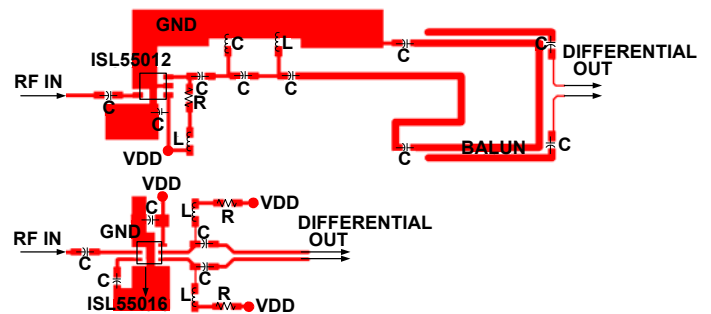 GND
C
L
C
C
DIFFERENTIAL
OUT
ISL55012
C
C
C
RF IN
C
R
C
L
VDD
C
BALUN
C
VDD
C
L
R
VDD
GND
DIFFERENTIAL
OUT
RF IN
C
C
C
C
L
R
VDD
ISL55016